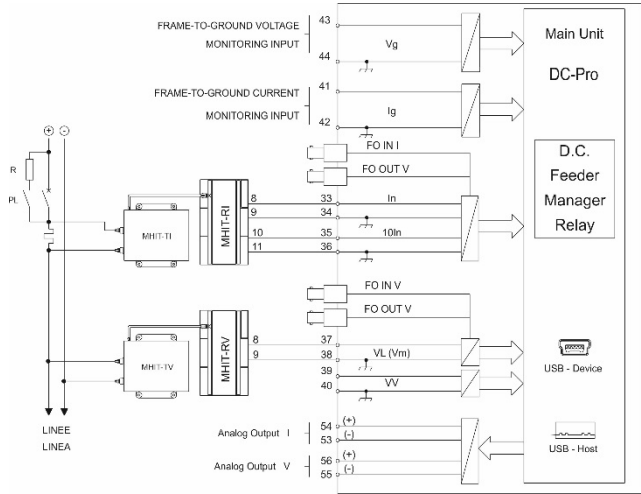 FRAME-TO-GROUND VOLTAGE
MONITORING INPUT
43
Vg
44
FRAME-TO-GROUND CURRENT
MONITORING INPUT
41
Ig
42
Main Unit
DC-Pro
D.C.
Feeder
Manager
Relay
+
-
R
PL
FO IN I
FO OUT V
MHIT-TI
MHIT-RI
8
33
In
9
34
10
35
10In
11
36
FO IN V
FO OUT V
MHIT-TV
MHIT-RV
8
37
9
38
VL (Vm)
39
VV
40
USB - Device
LINEE
LINEA
Analog Output I
54
(+)
53
(-)
Analog Output V
56
(+)
55
(-)
USB - Host